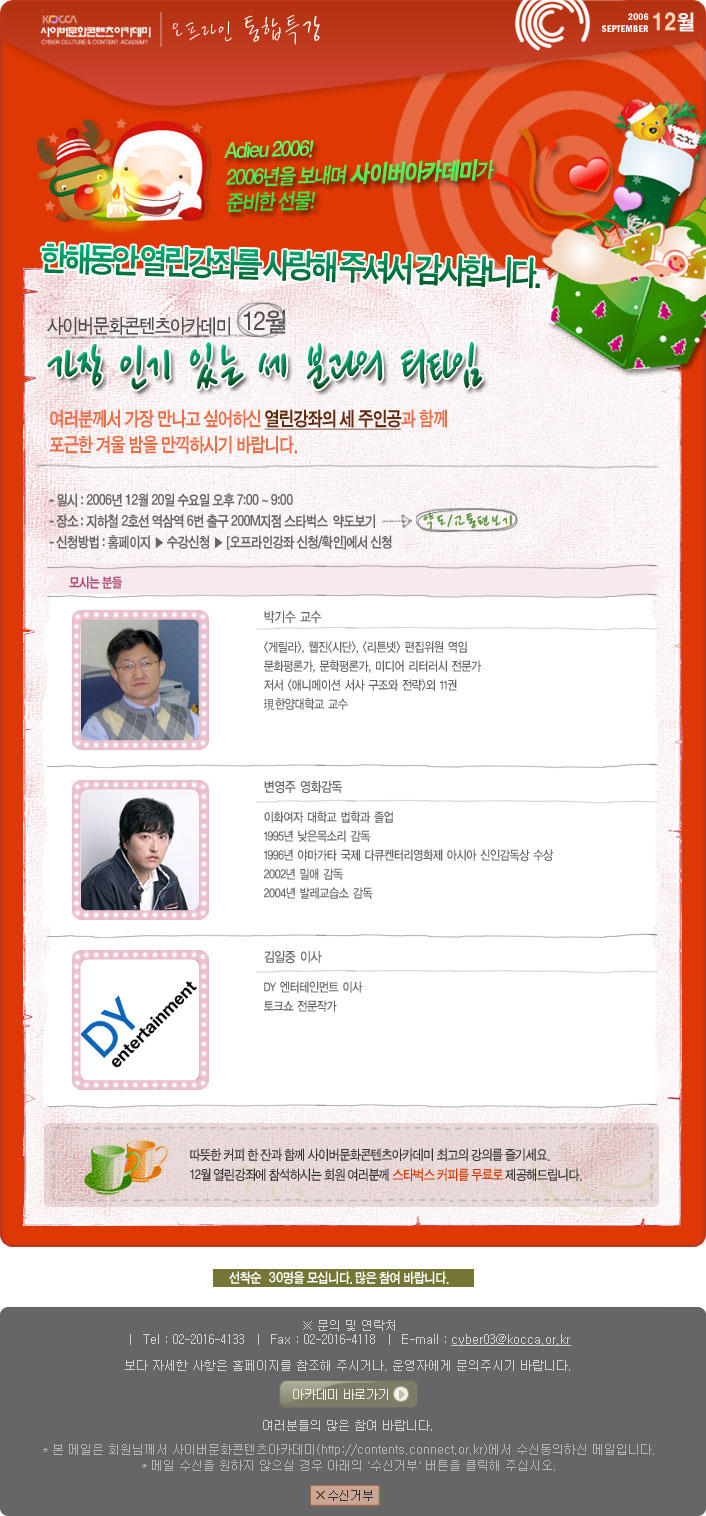 KOCCA
사이버문화콘텐츠아카데미
CYBER CULTURE & CONTENT ACADEMY
오프라인 통합특강
2006
SEPTEMBER 12월
Adieu 2006!
2006년을 보내며 사이버아카데미가
준비한 선물!
한해동안 열린강좌를 사랑해 주셔서 감사합니다.
사이버문화콘텐츠아카데미 12월
가장 인기 있는 세 분과의 티타임
여러분께서 가장 만나고 싶어하신 열린강좌의 세 주인공과 함께
포근한 겨울 밤을 만끽하시기 바랍니다.
- 일시 : 2006년 12월 20일 수요일 오후 7:00 ~ 9:00
- 장소 : 지하철 2호선 역삼역 6번 출구 200M지점 스타벅스 약도보기 약도/교통편보기
- 신청방법 : 홈페이지 ▶ 수강신청 ▶ [오프라인강좌 신청/확인]에서 신청
모시는 분들
박기수 교수
<게릴라>, 웹진<시단>, <리튼넷> 편집위원 역임
문화평론가, 문학평론가, 미디어 리터러시 전문가
저서 <애니메이션 서사 구조와 전략>외 11권
現한양대학교 교수
변영주 영화감독
이화여자 대학교 법학과 졸업
1995년 낮은목소리 감독
1996년 야마가타 국제 다큐켄터리영화제 아시아 신인감독상 수상
2002년 밀애 감독
2004년 발레교습소 감독
김일중 이사
DY 엔터테인먼트 이사
토크쇼 전문작가
DY
entertainment
따뜻한 커피 한 잔과 함께 사이버문화콘텐츠아카데미 최고의 강의를 즐기세요.
12월 열린강좌에 참석하시는 회원 여러분께 스타벅스 커피를 무료로 제공해드립니다.
선착순 30명을 모십니다. 많은 참여 바랍니다.
※ 문의 및 연락처
| Tel : 02-2016-4133 | Fax : 02-2016-4118 | E-mail : cyber03@kocca.or.kr
보다 자세한 사항은 홈페이지를 참조해 주시거나, 운영자에게 문의주시기 바랍니다.
아카데미 바로가기
여러분들의 많은 참여 바랍니다.
* 본 메일은 회원님께서 사이버문화콘텐츠아카데미(http://contents.connect.or.kr)에서 수신동의하신 메일입니다.
* 메일 수신을 원하지 않으실 경우 아래의 '수신거부' 버튼을 클릭해 주십시오.
×수신거부